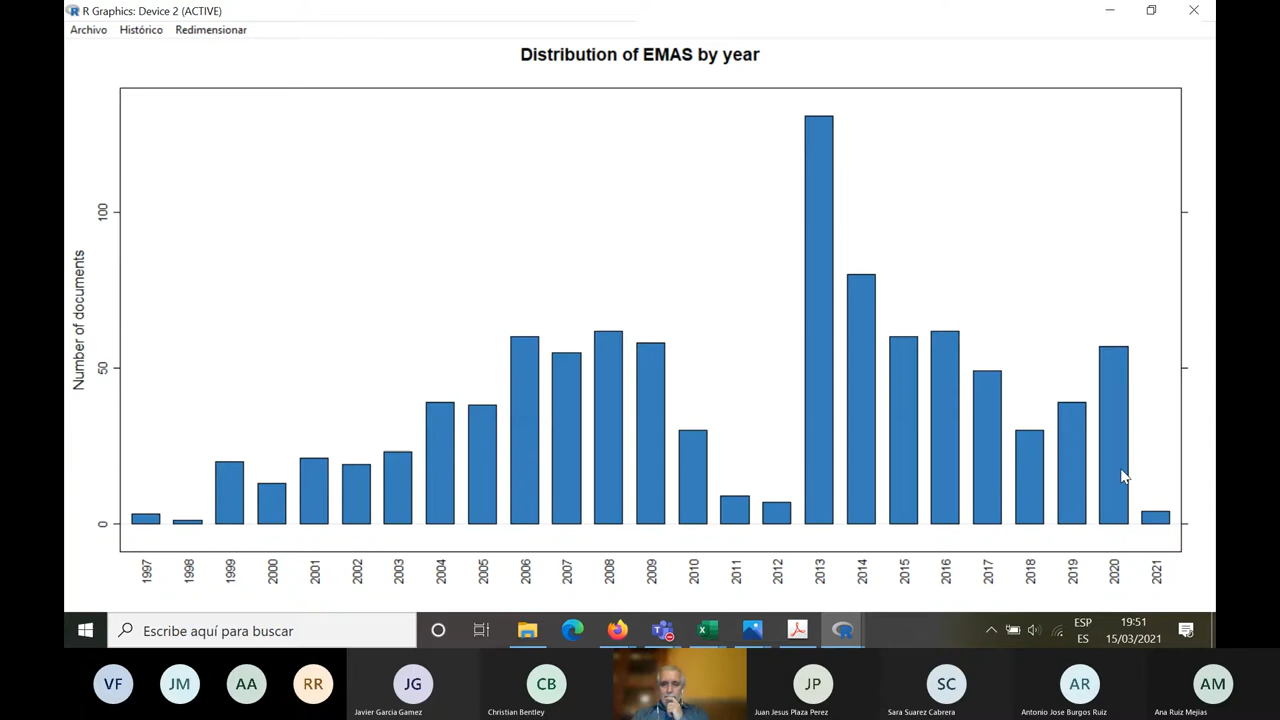 R Graphics: Device 2 (ACTIVE)
Archivo Histórico Redimensionar
Distribution of EMAS by year
Number of documents
100
50
0
1997 1998 1999 2000 2001 2002 2003 2004 2005 2006 2007 2008 2009 2010 2011 2012 2013 2014 2015 2016 2017 2018 2019 2020 2021
Escribe aquí para buscar
ESP
ES
19:51
15/03/2021
VF JM AA RR JG CB JP SC AR AM
Javier Garcia Gamez Christian Bentley Juan Jesus Plaza Perez Sara Suarez Cabrera Antonio Jose Burgos Ruiz Ana Ruiz Mejias